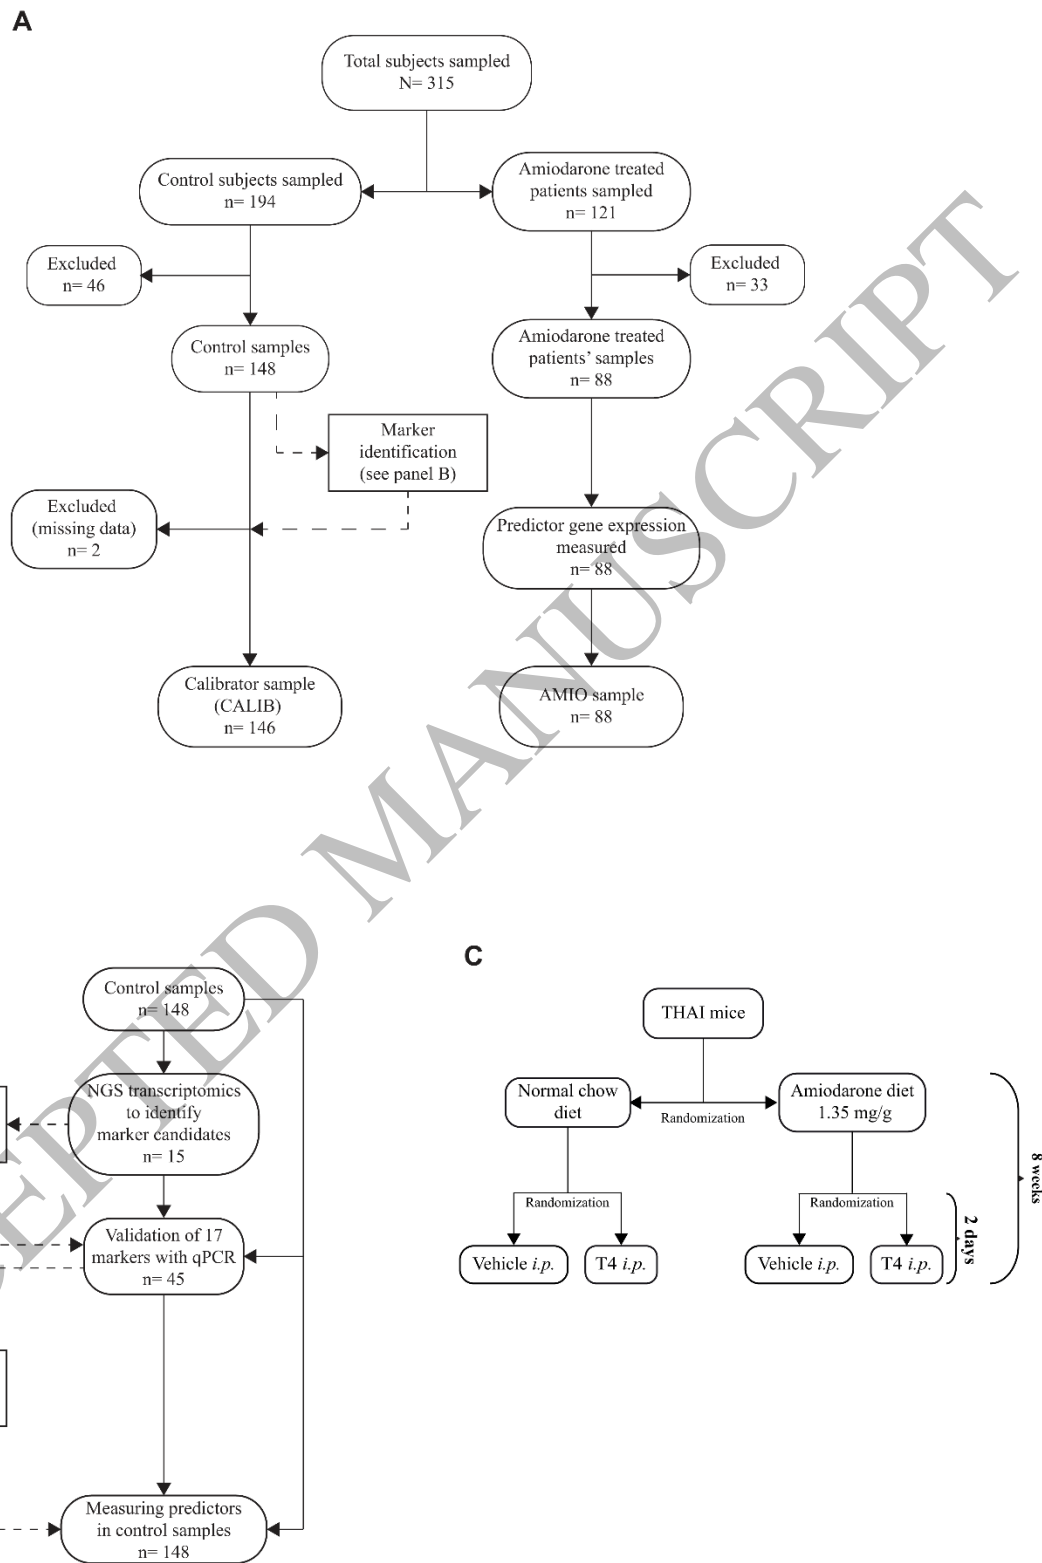 A
Total subjects sampled
N= 315
Control subjects sampled
n= 194
Amiodarone treated
patients sampled
n= 121
Excluded
n= 46
Excluded
n= 33
Control samples
n= 148
Amiodarone treated
patients’ samples
n= 88
Marker
identification
(see panel B)
Excluded
(missing data)
n= 2
Predictor gene expression
measured
n= 88
Calibrator sample
(CALIB)
n= 146
AMIO sample
n= 88
Control samples
n= 148
NGS transcriptomics
to identify
marker candidates
n= 15
Validation of 17
markers with qPCR
n= 45
Measuring predictors
in control samples
n= 148
C
THAI mice
Normal chow
diet
Randomization
Amiodarone diet
1.35 mg/g
Randomization
Randomization
Vehicle i.p.
T4 i.p.
Vehicle i.p.
T4 i.p.
2 days
8 weeks
EPTED MANUSCRIPT